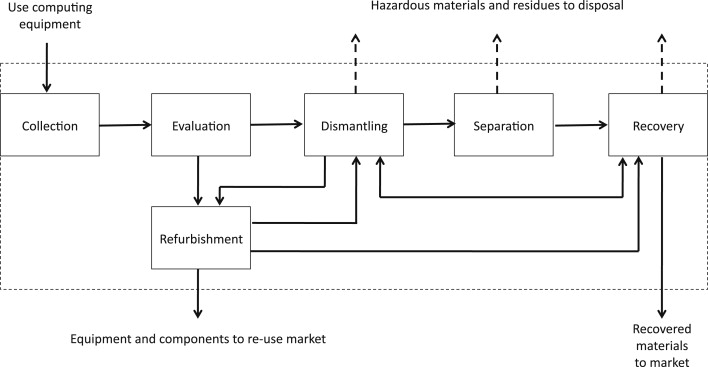 Use computing
equipment
Hazardous materials and residues to disposal
Collection
Evaluation
Dismantling
Separation
Recovery
Refurbishment
Equipment and components to re-use market
Recovered
materials
to market